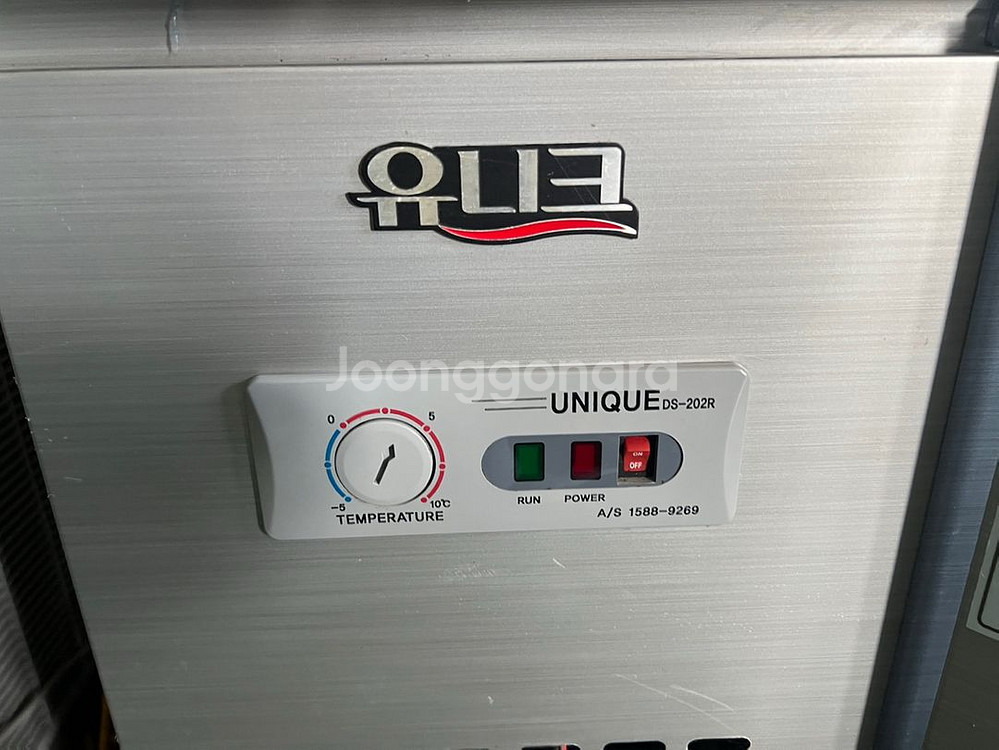 유니크
Joonggonara
UNIQUE DS-202R
0 5
-5 10℃
TEMPERATURE
ON
OFF
RUN POWER
A/S 1588-9269